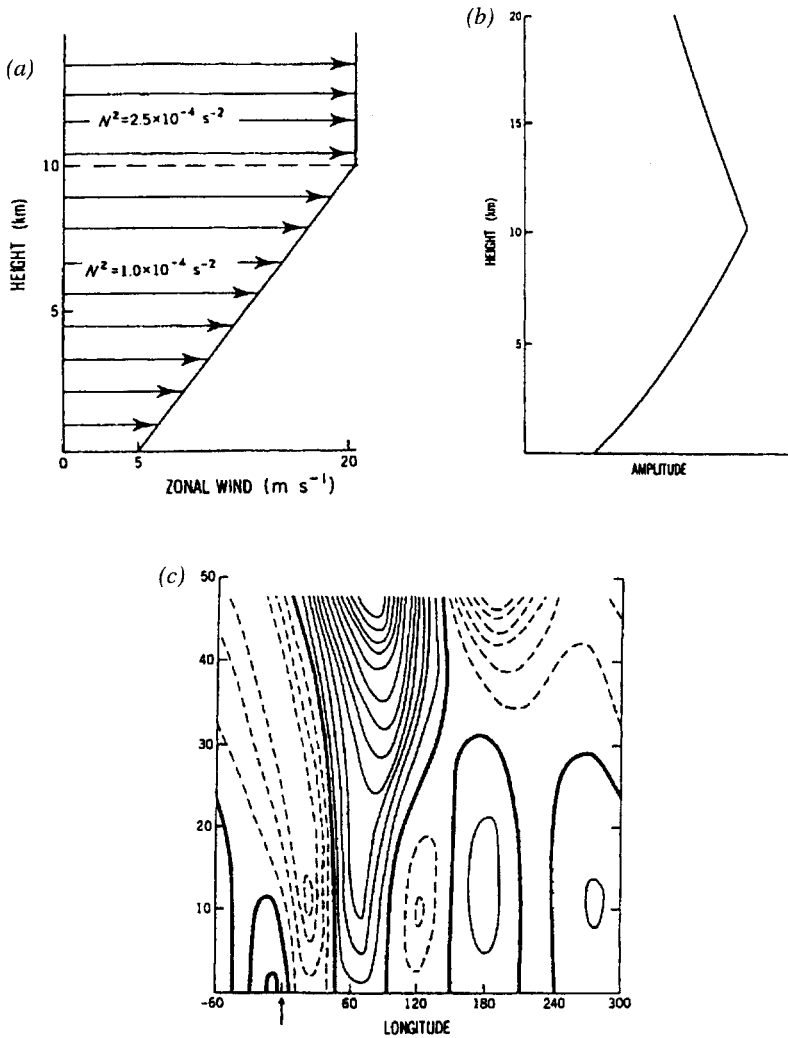 (a)
N²=2.5×10⁻⁴ s⁻²
10
N²=1.0×10⁻⁴ s⁻²
5
HEIGHT (km)
0
5
20
ZONAL WIND (m s⁻¹)
(b)
20
15
10
5
HEIGHT (km)
AMPLITUDE
(c)
50
40
30
20
10
-60
0
60
120
180
240
300
LONGITUDE